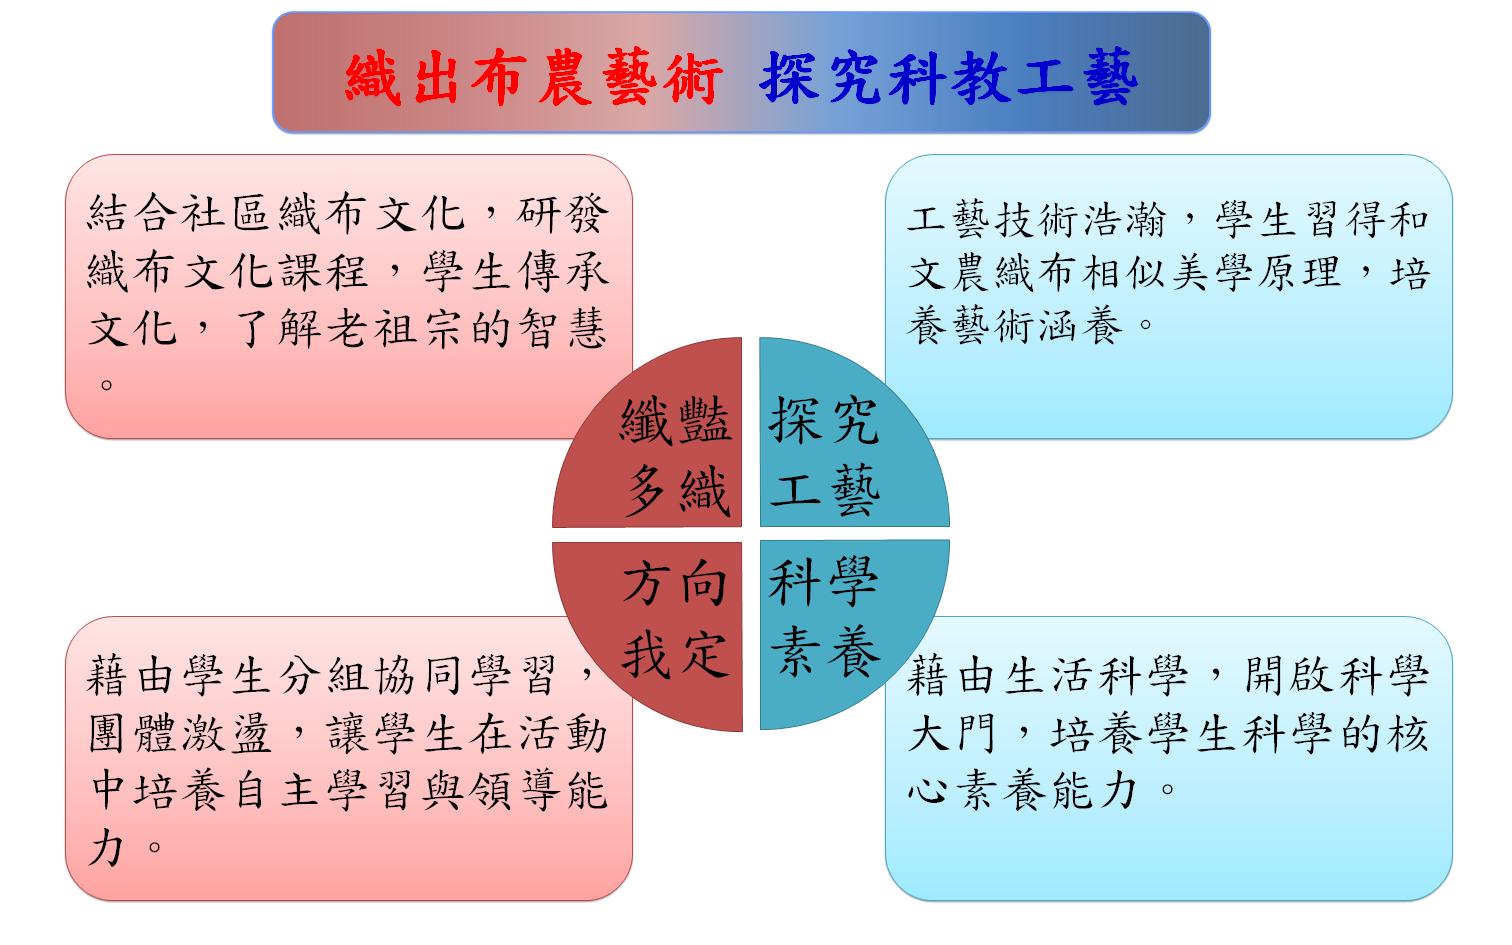 織出布農藝術 探究科教工藝
結合社區織布文化，研發
織布文化課程，學生傳承
文化，了解老祖宗的智慧
。
工藝技術浩瀚，學生習得和
文農織布相似美學原理，培
養藝術涵養。
纖豔
多織
探究
工藝
方向
我定
科學
素養
藉由學生分組協同學習，
團體激盪，讓學生在活動
中培養自主學習與領導能
力。
藉由生活科學，開啟科學
大門，培養學生科學的核
心素養能力。